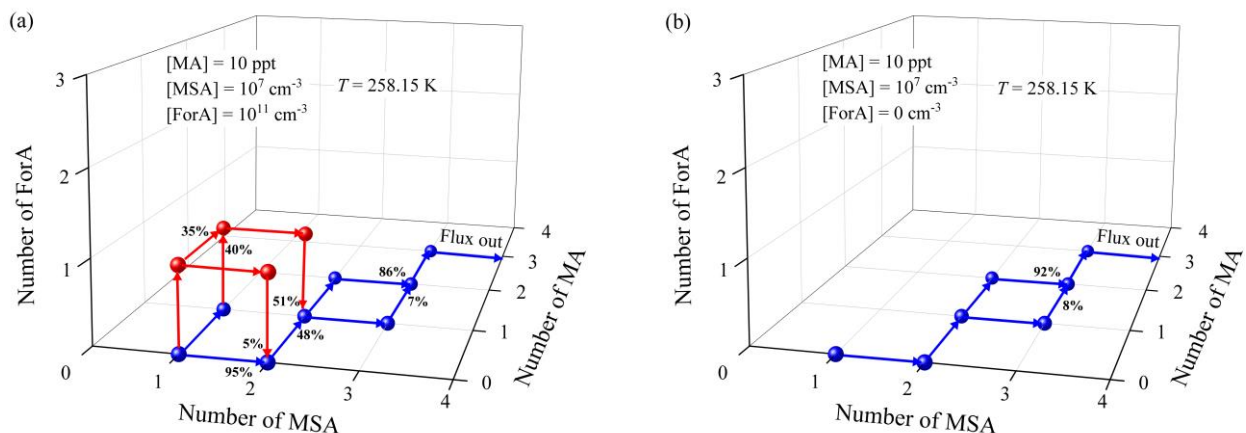 (a)
[MA] = 10 ppt
[MSA] = 10⁷ cm⁻³
[ForA] = 10¹¹ cm⁻³
T = 258.15 K
Number of ForA
3
2
1
0
35%
40%
51%
5%
48%
95%
86%
7%
Flux out
1
2
3
4
Number of MSA
0
1
2
3
4
Number of MA
(b)
[MA] = 10 ppt
[MSA] = 10⁷ cm⁻³
[ForA] = 0 cm⁻³
T = 258.15 K
Number of ForA
3
2
1
0
92%
8%
Flux out
1
2
3
4
Number of MSA
0
1
2
3
4
Number of MA